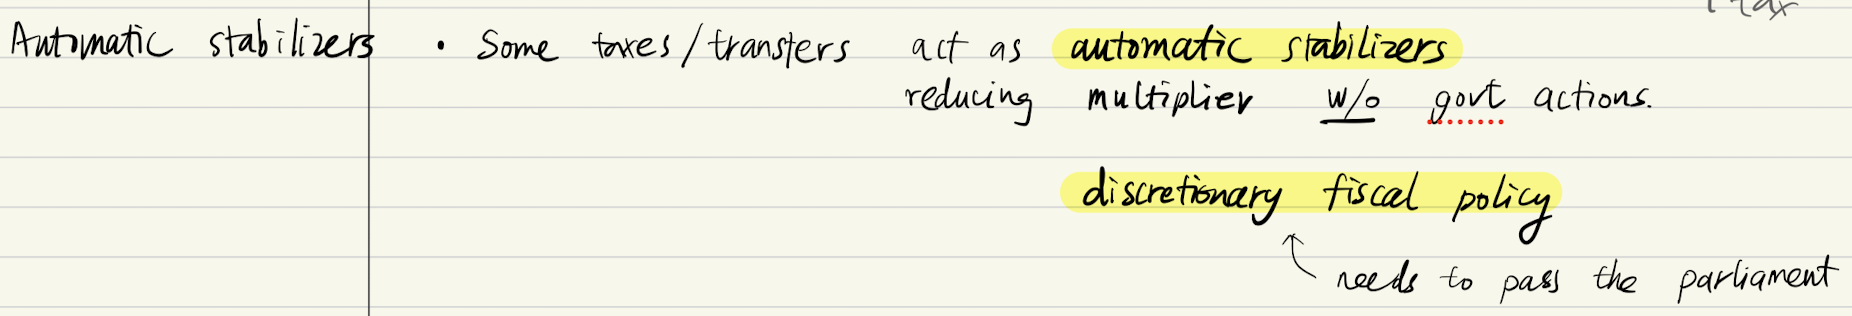 tax
Automatic stabilizers • Some taxes/transfers act as automatic stabilizers
reducing multiplier w/o govt actions.
discretionary fiscal policy
needs to pass the parliament